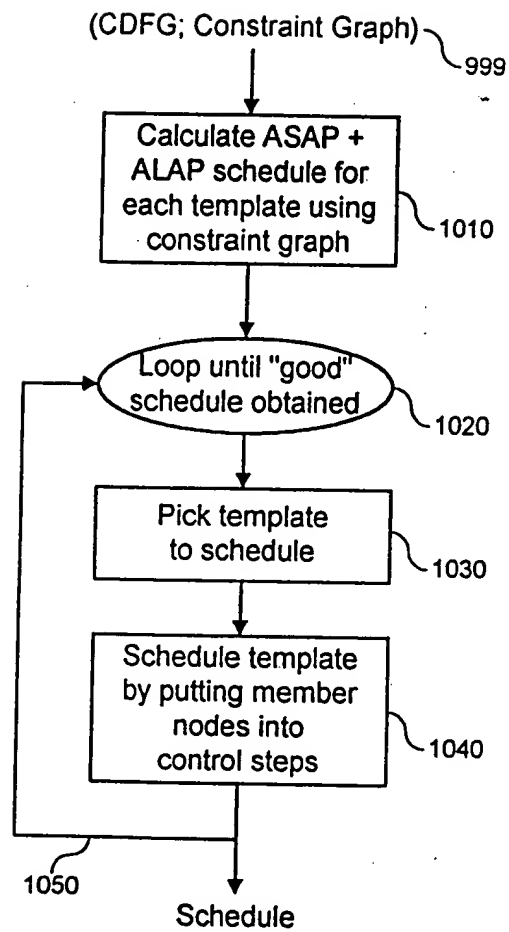 (CDFG; Constraint Graph)
999
Calculate ASAP +
ALAP schedule for
each template using
constraint graph
1010
Loop until "good"
schedule obtained
1020
Pick template
to schedule
1030
Schedule template
by putting member
nodes into
control steps
1040
1050
Schedule